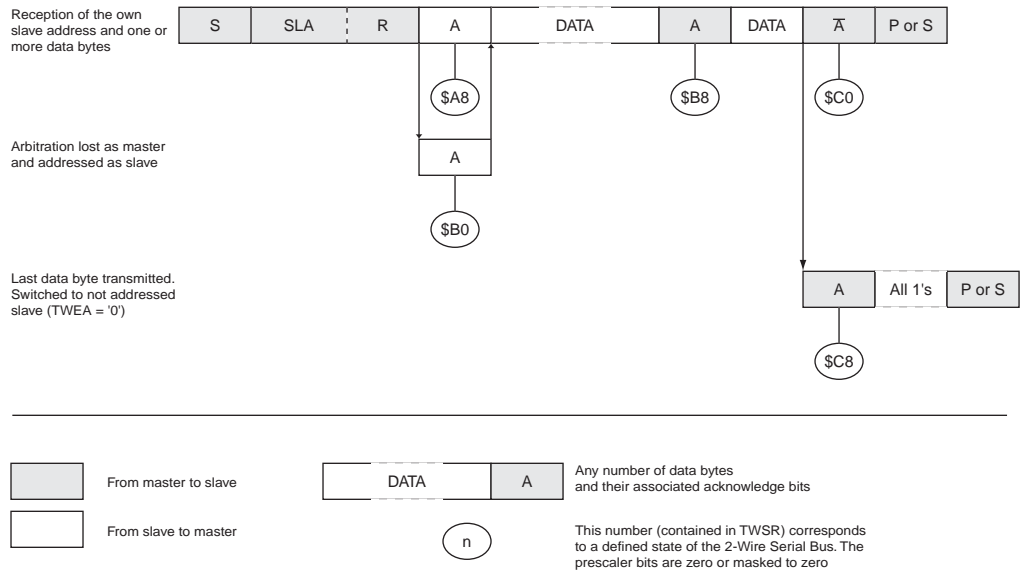 Reception of the own
slave address and one or
more data bytes
S SLA R A DATA A DATA A̅ P or S
$A8 $B8 $C0
Arbitration lost as master
and addressed as slave
A
$B0
Last data byte transmitted.
Switched to not addressed
slave (TWEA = '0')
A All 1's P or S
$C8
From master to slave
From slave to master
DATA A
Any number of data bytes
and their associated acknowledge bits
n
This number (contained in TWSR) corresponds
to a defined state of the 2-Wire Serial Bus. The
prescaler bits are zero or masked to zero